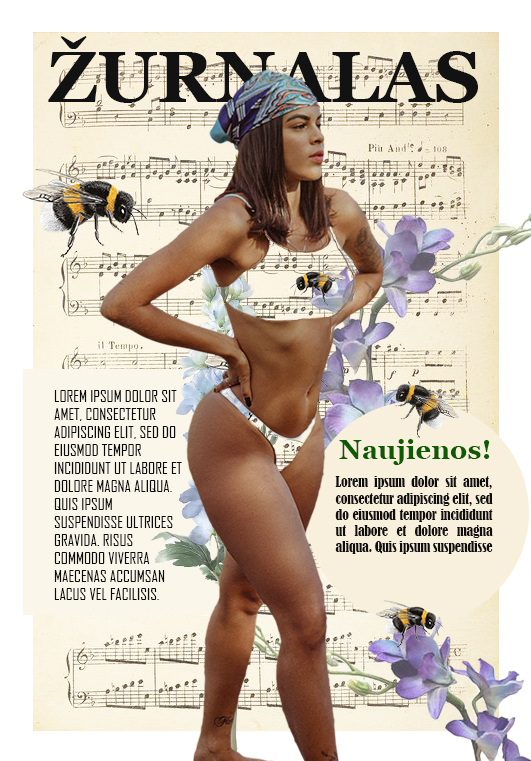 ŽURNALAS
Più And.te ♩=108
il Tempo.
f p
LOREM IPSUM DOLOR SIT
AMET, CONSECTETUR
ADIPISCING ELIT, SED DO
EIUSMOD TEMPOR
INCIDIDUNT UT LABORE ET
DOLORE MAGNA ALIQUA.
QUIS IPSUM
SUSPENDISSE ULTRICES
GRAVIDA. RISUS
COMMODO VIVERRA
MAECENAS ACCUMSAN
LACUS VEL FACILISIS.
Naujienos!
Lorem ipsum dolor sit amet,
consectetur adipiscing elit, sed
do eiusmod tempor incididunt
ut labore et dolore magna
aliqua. Quis ipsum suspendisse